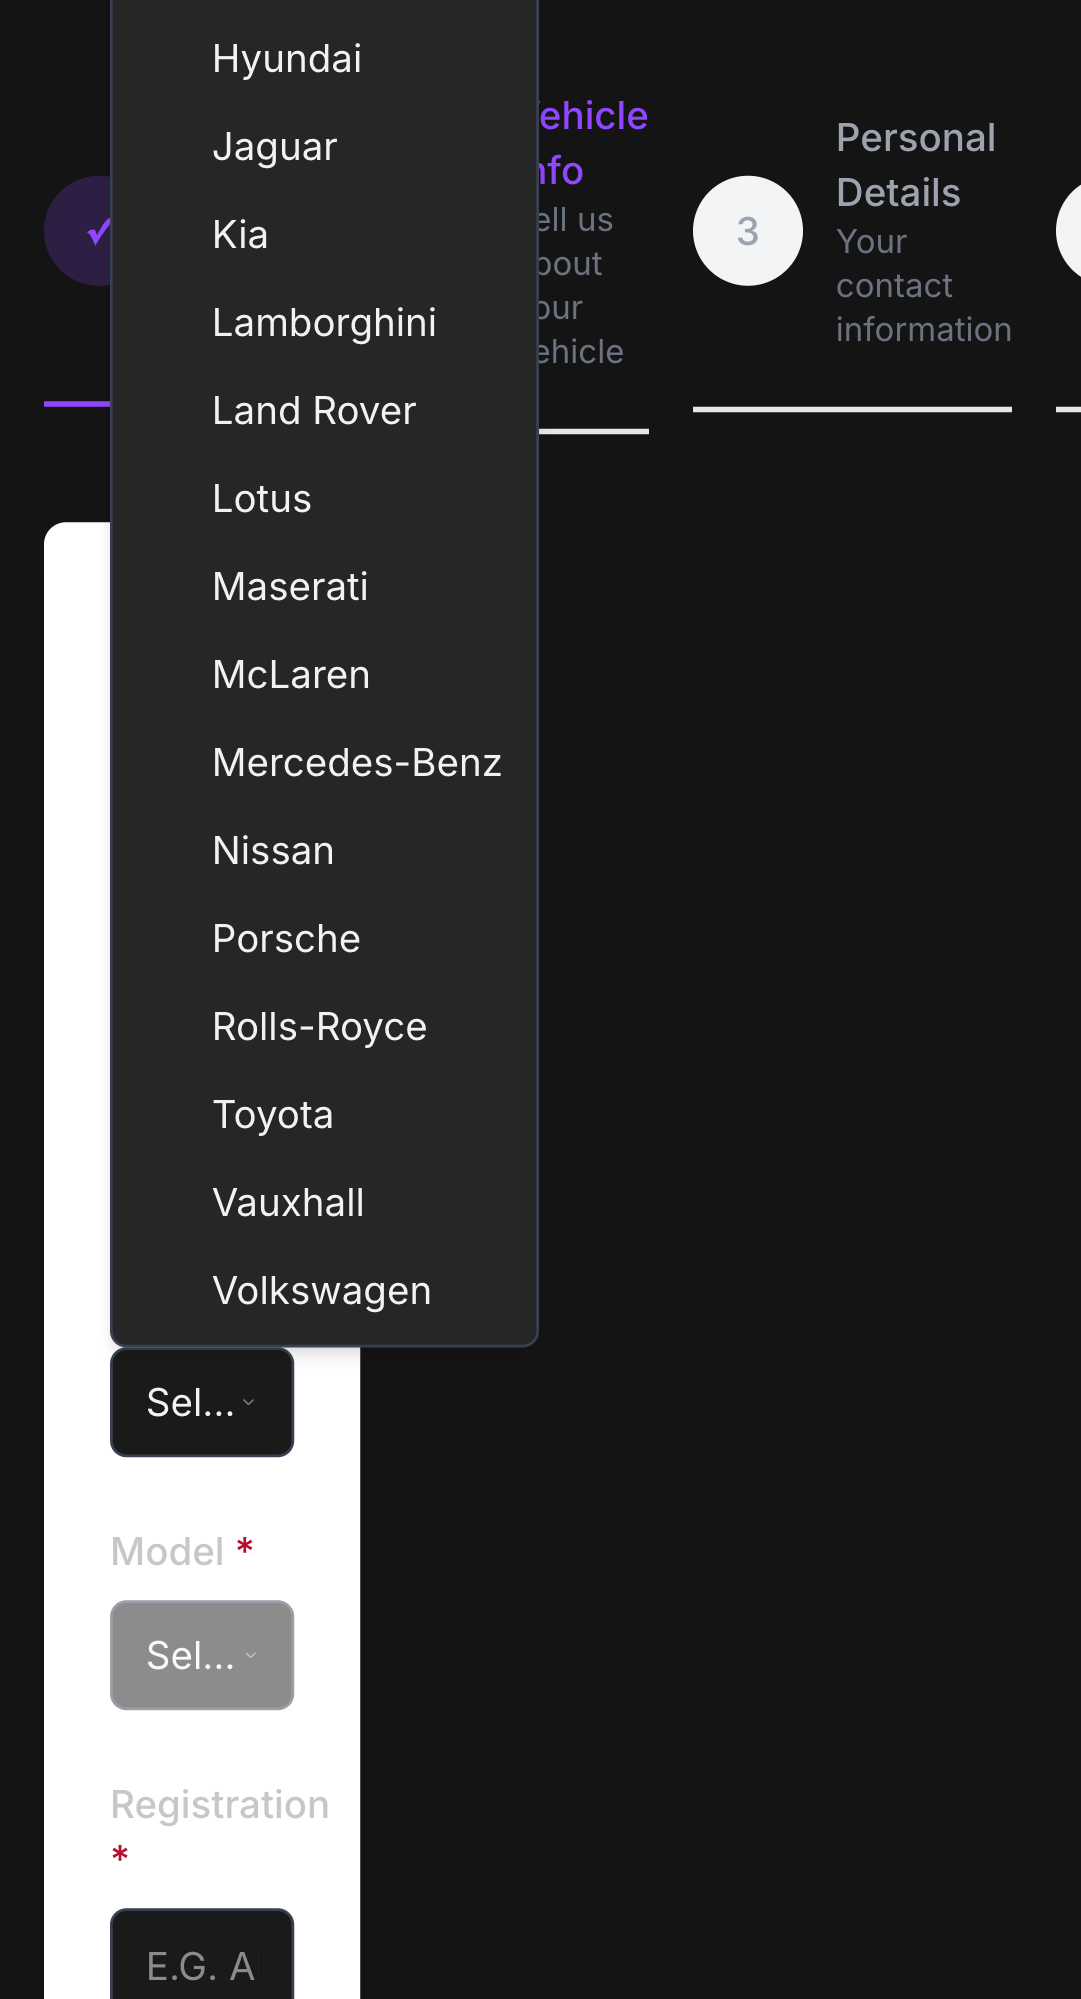 Hyundai
Jaguar
Kia
Lamborghini
Land Rover
Lotus
Maserati
McLaren
Mercedes-Benz
Nissan
Porsche
Rolls-Royce
Toyota
Vauxhall
Volkswagen
ehicle
nfo
ell us
bout
our
ehicle
3
Personal
Details
Your
contact
information
Sel...
Model *
Sel...
Registration
*
E.G. A